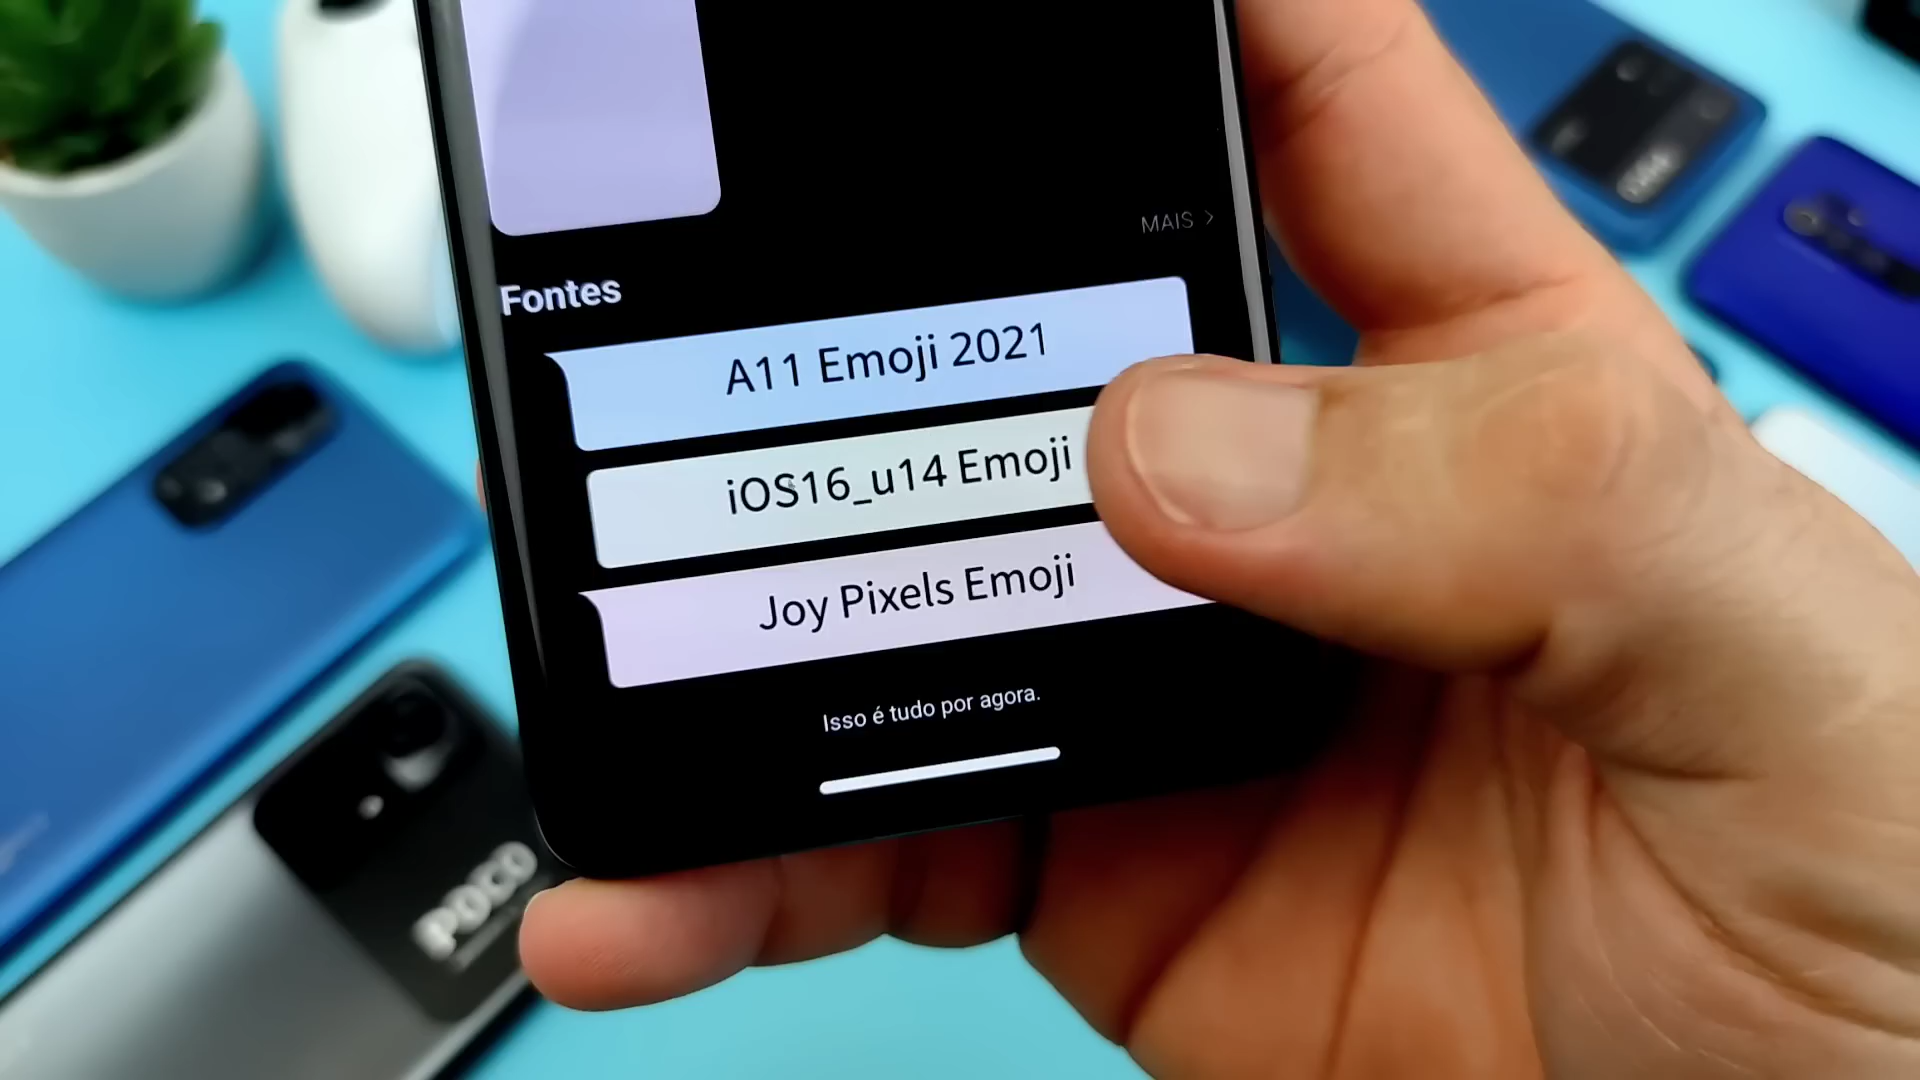 MAIS >
Fontes
A11 Emoji 2021
iOS16_u14 Emoji
Joy Pixels Emoji
Isso é tudo por agora.
POCO